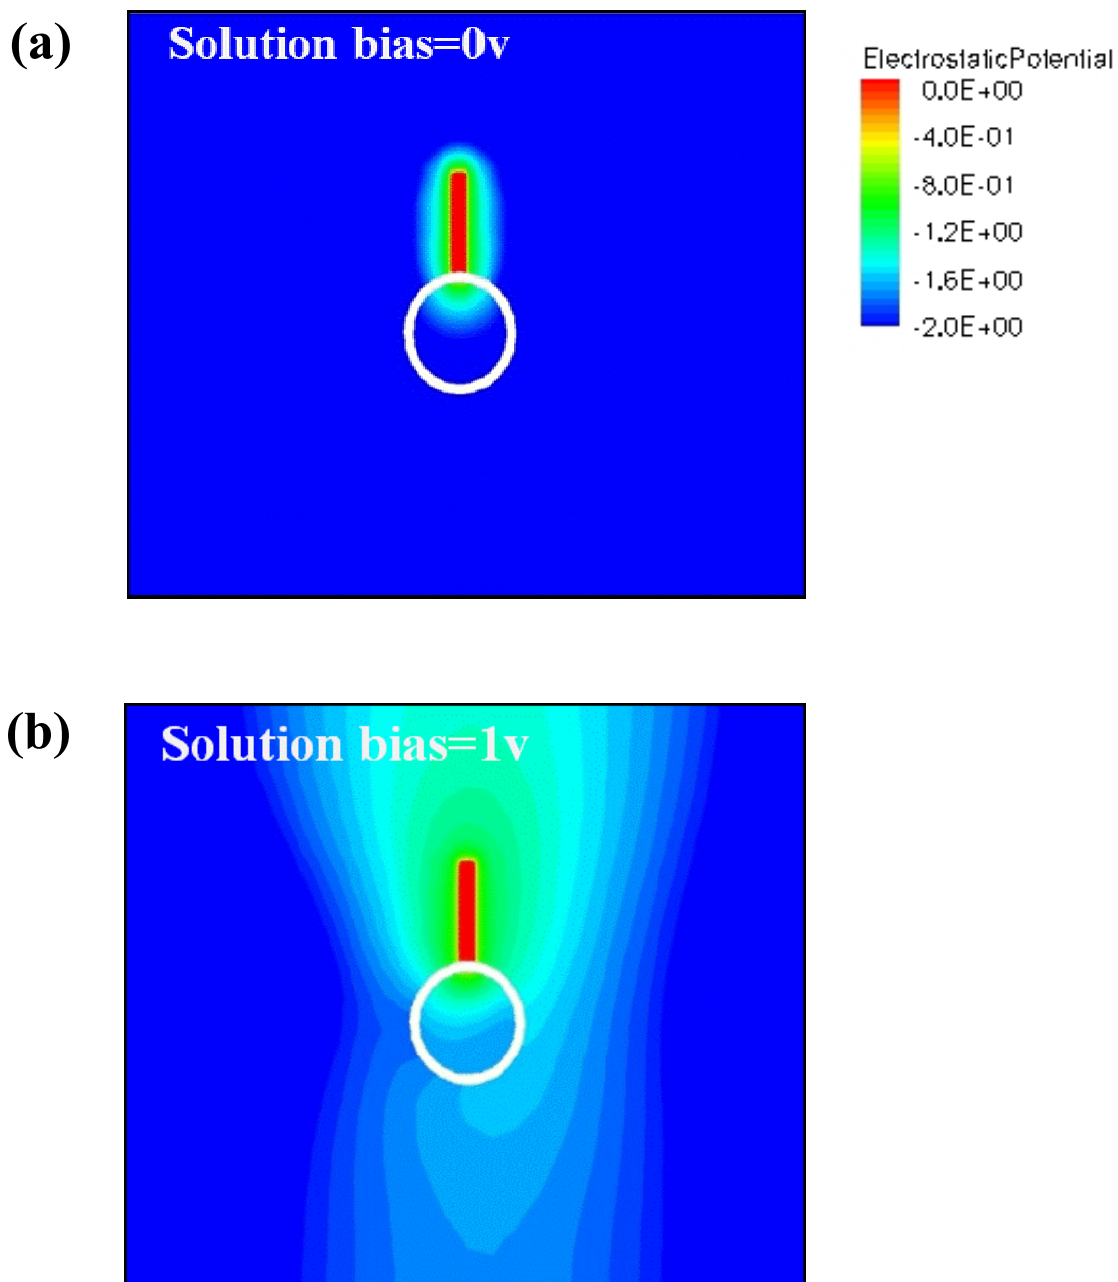 (a)
Solution bias=0v
ElectrostaticPotential
0.0E+00
-4.0E-01
-8.0E-01
-1.2E+00
-1.6E+00
-2.0E+00
(b)
Solution bias=1v